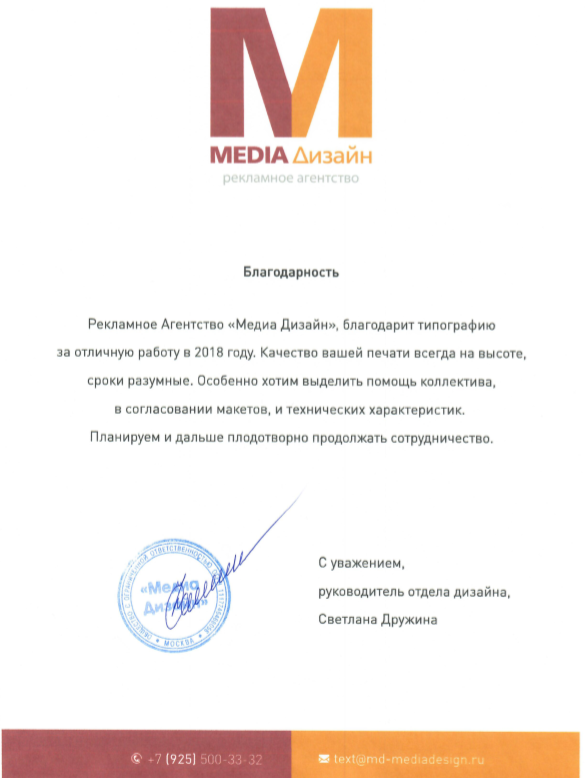 MEDIA Дизайн
рекламное агентство
Благодарность
Рекламное Агентство «Медиа Дизайн», благодарит типографию
за отличную работу в 2018 году. Качество вашей печати всегда на высоте,
сроки разумные. Особенно хотим выделить помощь коллектива,
в согласовании макетов, и технических характеристик.
Планируем и дальше плодотворно продолжать сотрудничество.
ОБЩЕСТВО С ОГРАНИЧЕННОЙ ОТВЕТСТВЕННОСТЬЮ
«Медиа
Дизайн»
МОСКВА
С уважением,
руководитель отдела дизайна,
Светлана Дружина
+7 (925) 500-33-32
text@md-mediadesign.ru